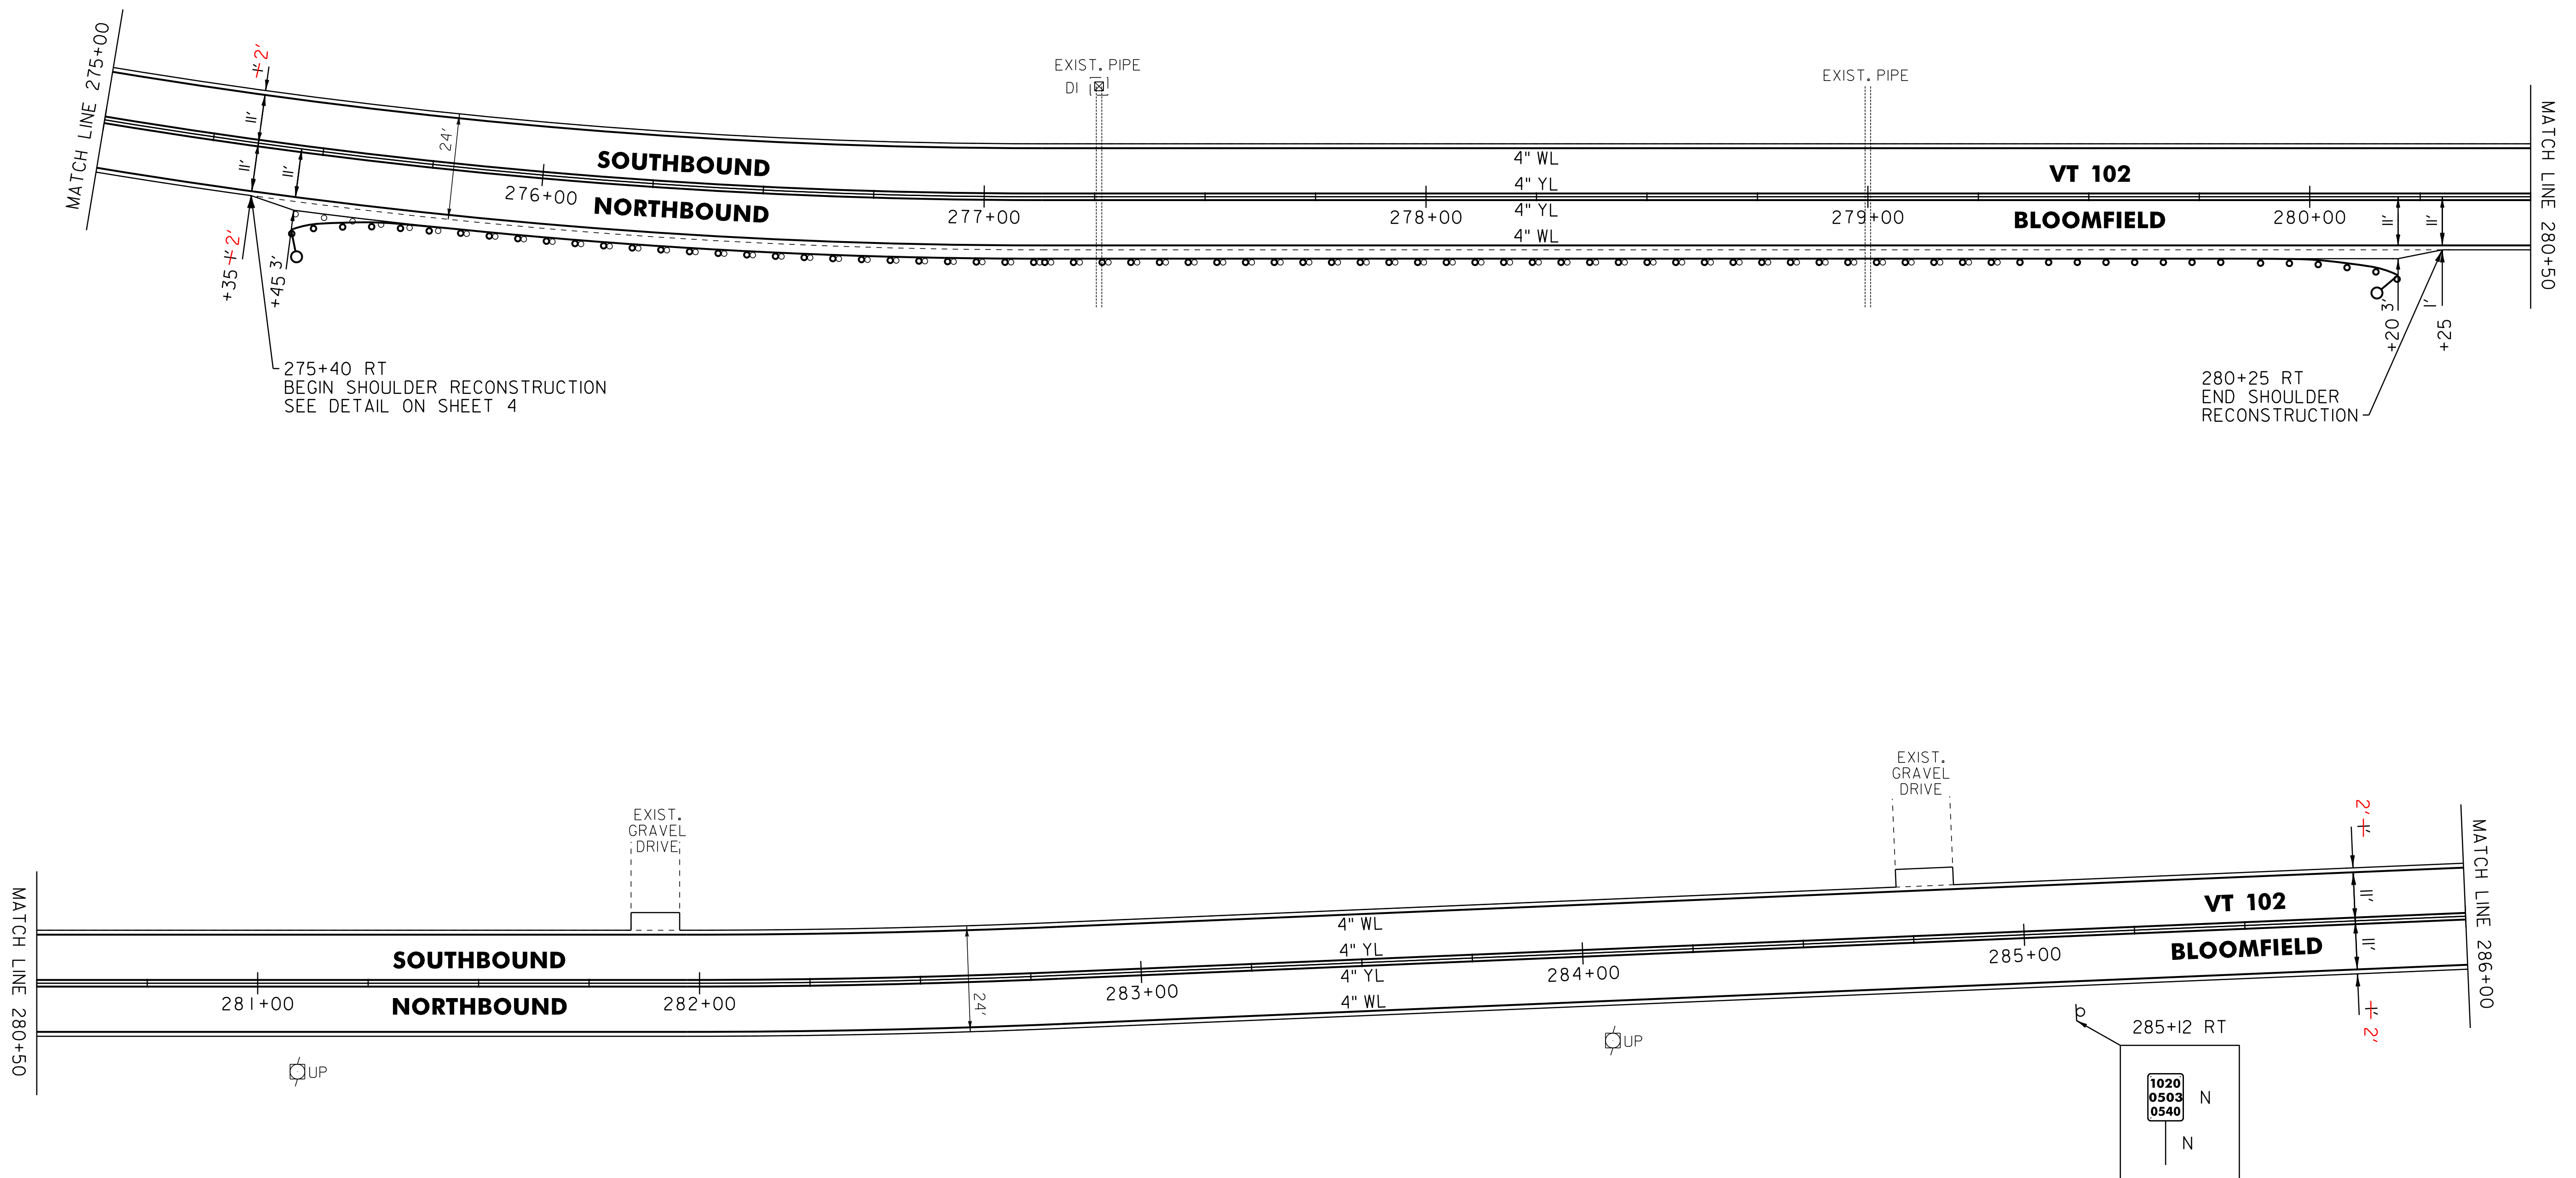 MATCH LINE 275+00
1' 2'
11'
11'
11'
24'
SOUTHBOUND
276+00
NORTHBOUND
277+00
EXIST. PIPE
DI
278+00
4" WL
4" YL
4" YL
4" WL
EXIST. PIPE
279+00
VT 102
BLOOMFIELD
280+00
11'
11'
MATCH LINE 280+50
+35 1' 2'
+45 3'
+20 3'
+25 1'
275+40 RT
BEGIN SHOULDER RECONSTRUCTION
SEE DETAIL ON SHEET 4
280+25 RT
END SHOULDER
RECONSTRUCTION
MATCH LINE 280+50
EXIST.
GRAVEL
DRIVE
SOUTHBOUND
281+00
NORTHBOUND
282+00
UP
24'
283+00
4" WL
4" YL
4" YL
4" WL
284+00
UP
EXIST.
GRAVEL
DRIVE
285+00
VT 102
BLOOMFIELD
2' 1'
11'
11'
1' 2'
MATCH LINE 286+00
285+12 RT
1020
0503
0540
N
N